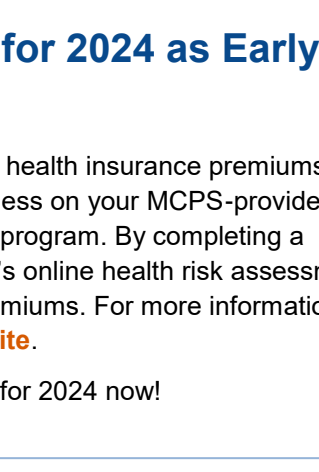 for 2024 as Early
health insurance premiums
ess on your MCPS-provide
program. By completing a
's online health risk assessr
miums. For more informatio
ite.
for 2024 now!